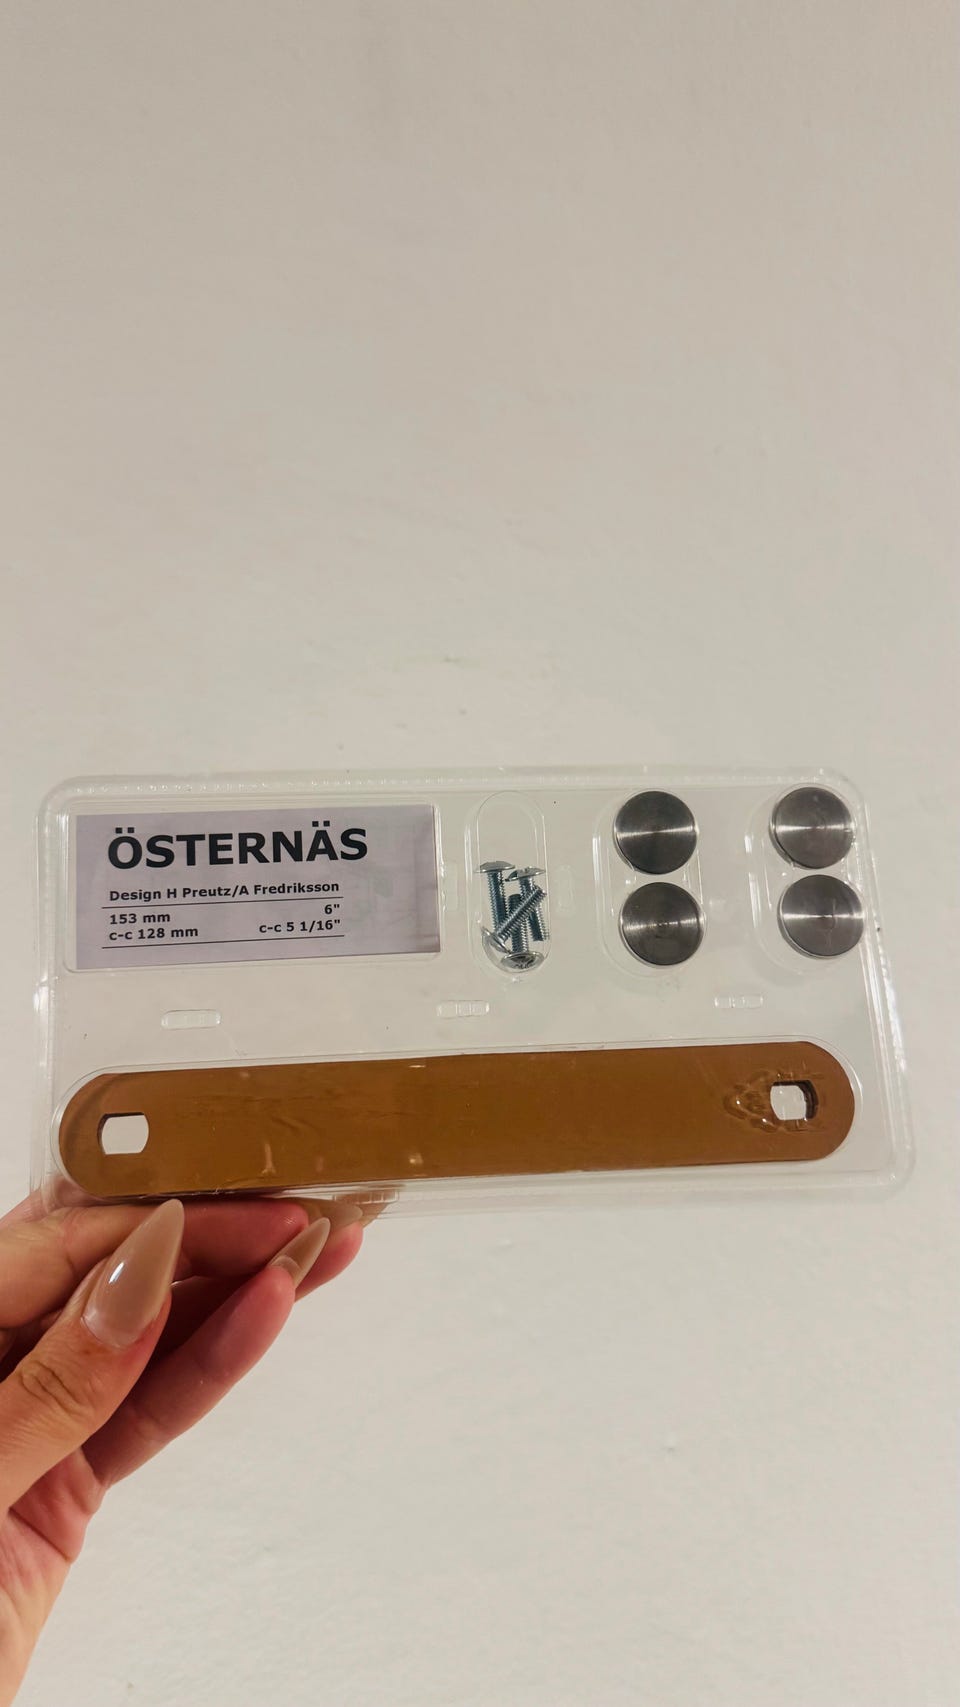 ÖSTERNÄS
Design H Preutz/A Fredriksson
153 mm 6"
c-c 128 mm c-c 5 1/16"